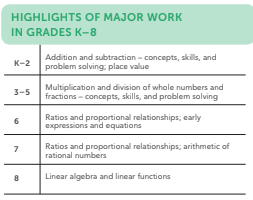 HIGHLIGHTS OF MAJOR WORK
IN GRADES K–8
K–2
Addition and subtraction – concepts, skills, and
problem solving; place value
3–5
Multiplication and division of whole numbers and
fractions – concepts, skills, and problem solving
6
Ratios and proportional relationships; early
expressions and equations
7
Ratios and proportional relationships; arithmetic of
rational numbers
8
Linear algebra and linear functions